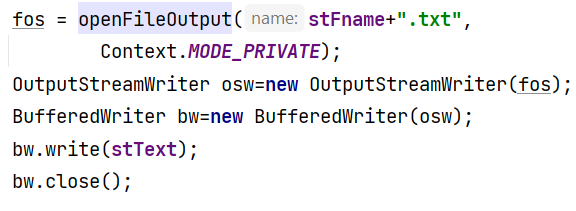 fos = openFileOutput( name: stFname+".txt",
Context.MODE_PRIVATE);
OutputStreamWriter osw=new OutputStreamWriter(fos);
BufferedWriter bw=new BufferedWriter(osw);
bw.write(stText);
bw.close();